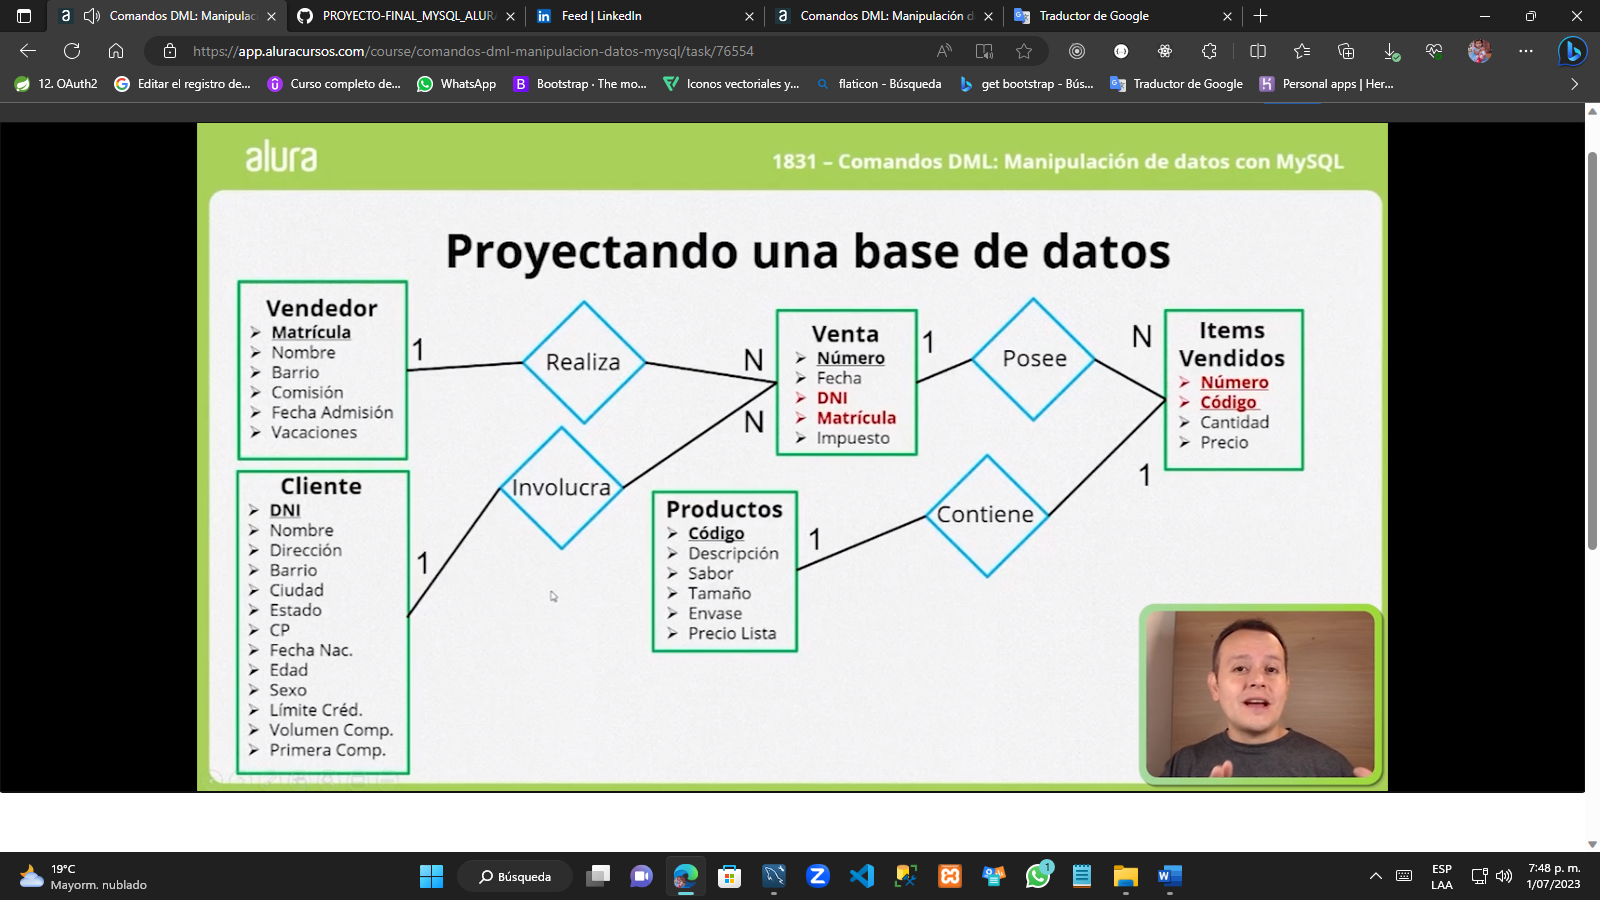 Comandos DML: Manipulac
PROYECTO-FINAL_MYSQL_ALURA
Feed | LinkedIn
Comandos DML: Manipulación d
Traductor de Google
https://app.aluracursos.com/course/comandos-dml-manipulacion-datos-mysql/task/76554
12. OAuth2
Editar el registro de...
Curso completo de...
WhatsApp
Bootstrap · The mo...
Iconos vectoriales y...
flaticon - Búsqueda
get bootstrap - Bús...
Traductor de Google
Personal apps | Her...
alura
1831 – Comandos DML: Manipulación de datos con MySQL
Proyectando una base de datos
Vendedor
Matrícula
Nombre
Barrio
Comisión
Fecha Admisión
Vacaciones
1
Realiza
N
Venta
Número
Fecha
DNI
Matrícula
Impuesto
1
Posee
N
Items
Vendidos
Número
Código
Cantidad
Precio
Cliente
DNI
Nombre
Dirección
Barrio
Ciudad
Estado
CP
Fecha Nac.
Edad
Sexo
Límite Créd.
Volumen Comp.
Primera Comp.
1
Involucra
N
Productos
Código
Descripción
Sabor
Tamaño
Envase
Precio Lista
1
Contiene
1
19°C
Mayorm. nublado
Búsqueda
1
ESP
LAA
7:48 p. m.
1/07/2023